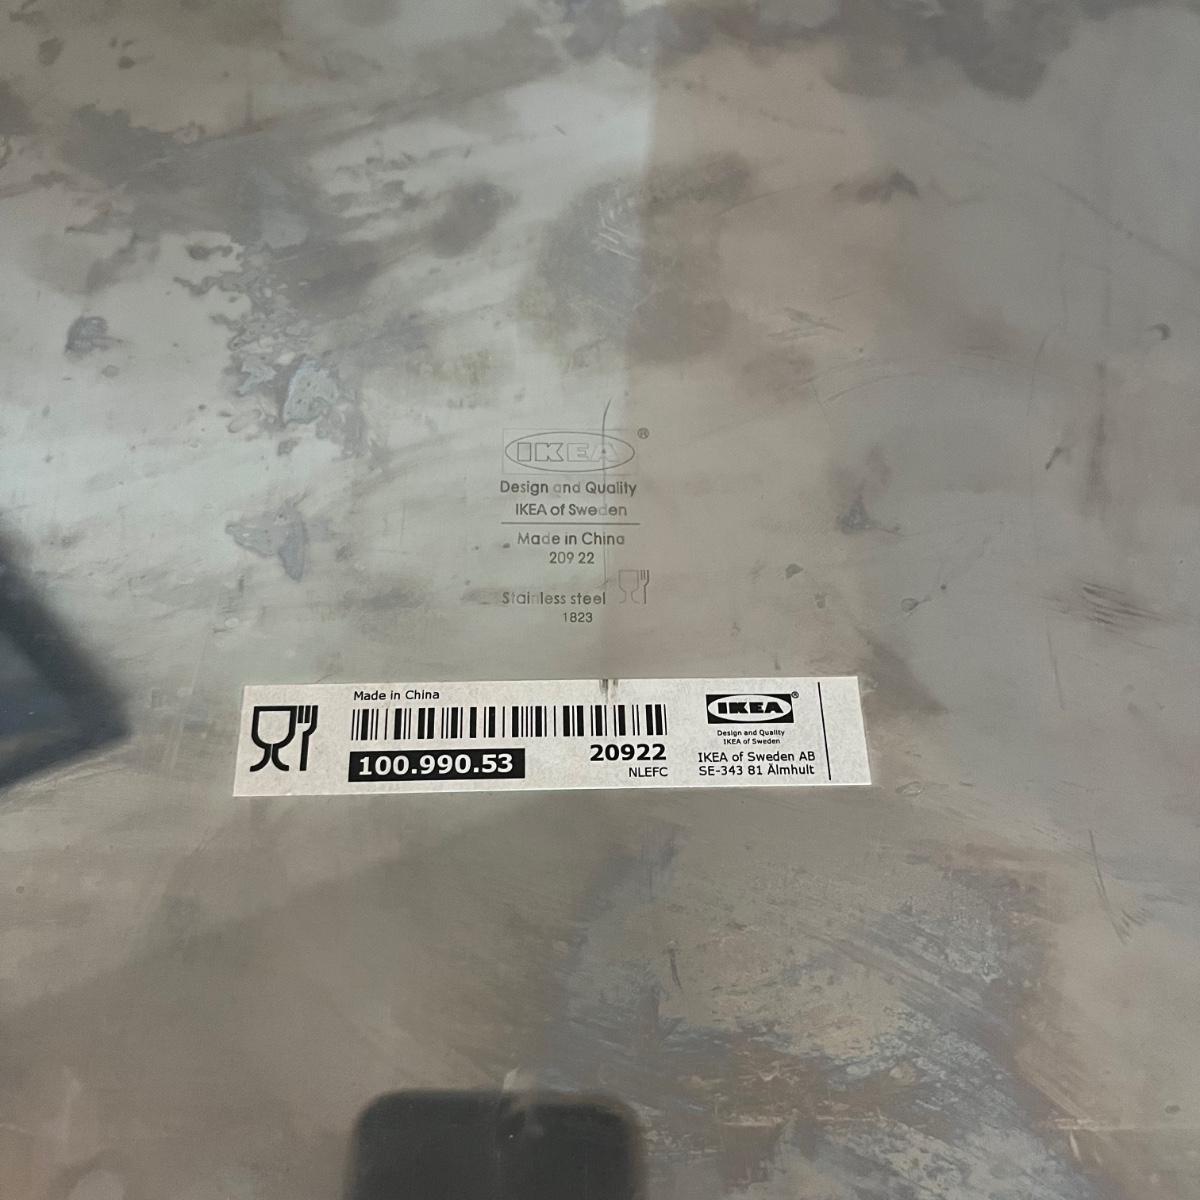 IKEA®
Design and Quality
IKEA of Sweden
Made in China
209 22
Stainless steel
1823
Made in China
100.990.53
20922
NLEFC
IKEA®
Design and Quality
IKEA of Sweden
IKEA of Sweden AB
SE-343 81 Älmhult